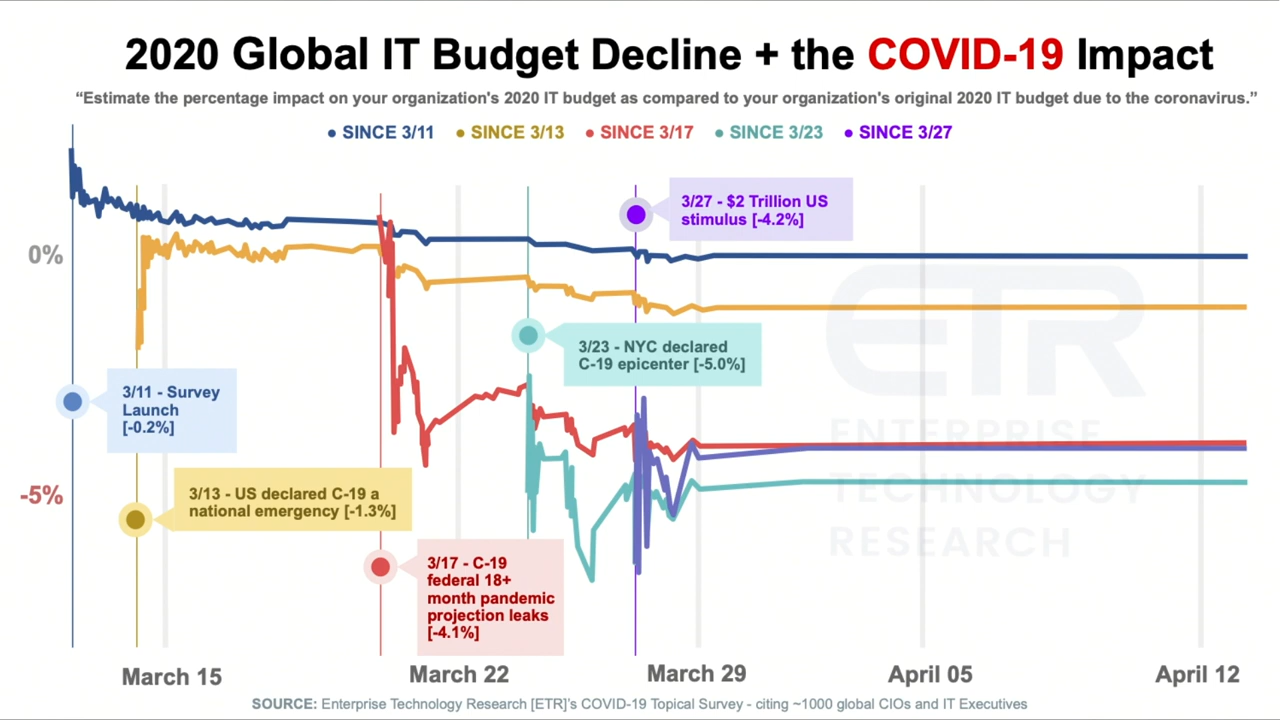 2020 Global IT Budget Decline + the COVID-19 Impact
“Estimate the percentage impact on your organization's 2020 IT budget as compared to your organization's original 2020 IT budget due to the coronavirus.”
• SINCE 3/11 • SINCE 3/13 • SINCE 3/17 • SINCE 3/23 • SINCE 3/27
3/27 - $2 Trillion US
stimulus [-4.2%]
0%
ETR
3/23 - NYC declared
C-19 epicenter [-5.0%]
3/11 - Survey
Launch
[-0.2%]
ENTERPRISE
TECHNOLOGY
RESEARCH
-5%
3/13 - US declared C-19 a
national emergency [-1.3%]
3/17 - C-19
federal 18+
month pandemic
projection leaks
[-4.1%]
March 15
March 22
March 29
April 05
April 12
SOURCE: Enterprise Technology Research [ETR]'s COVID-19 Topical Survey - citing ~1000 global CIOs and IT Executives